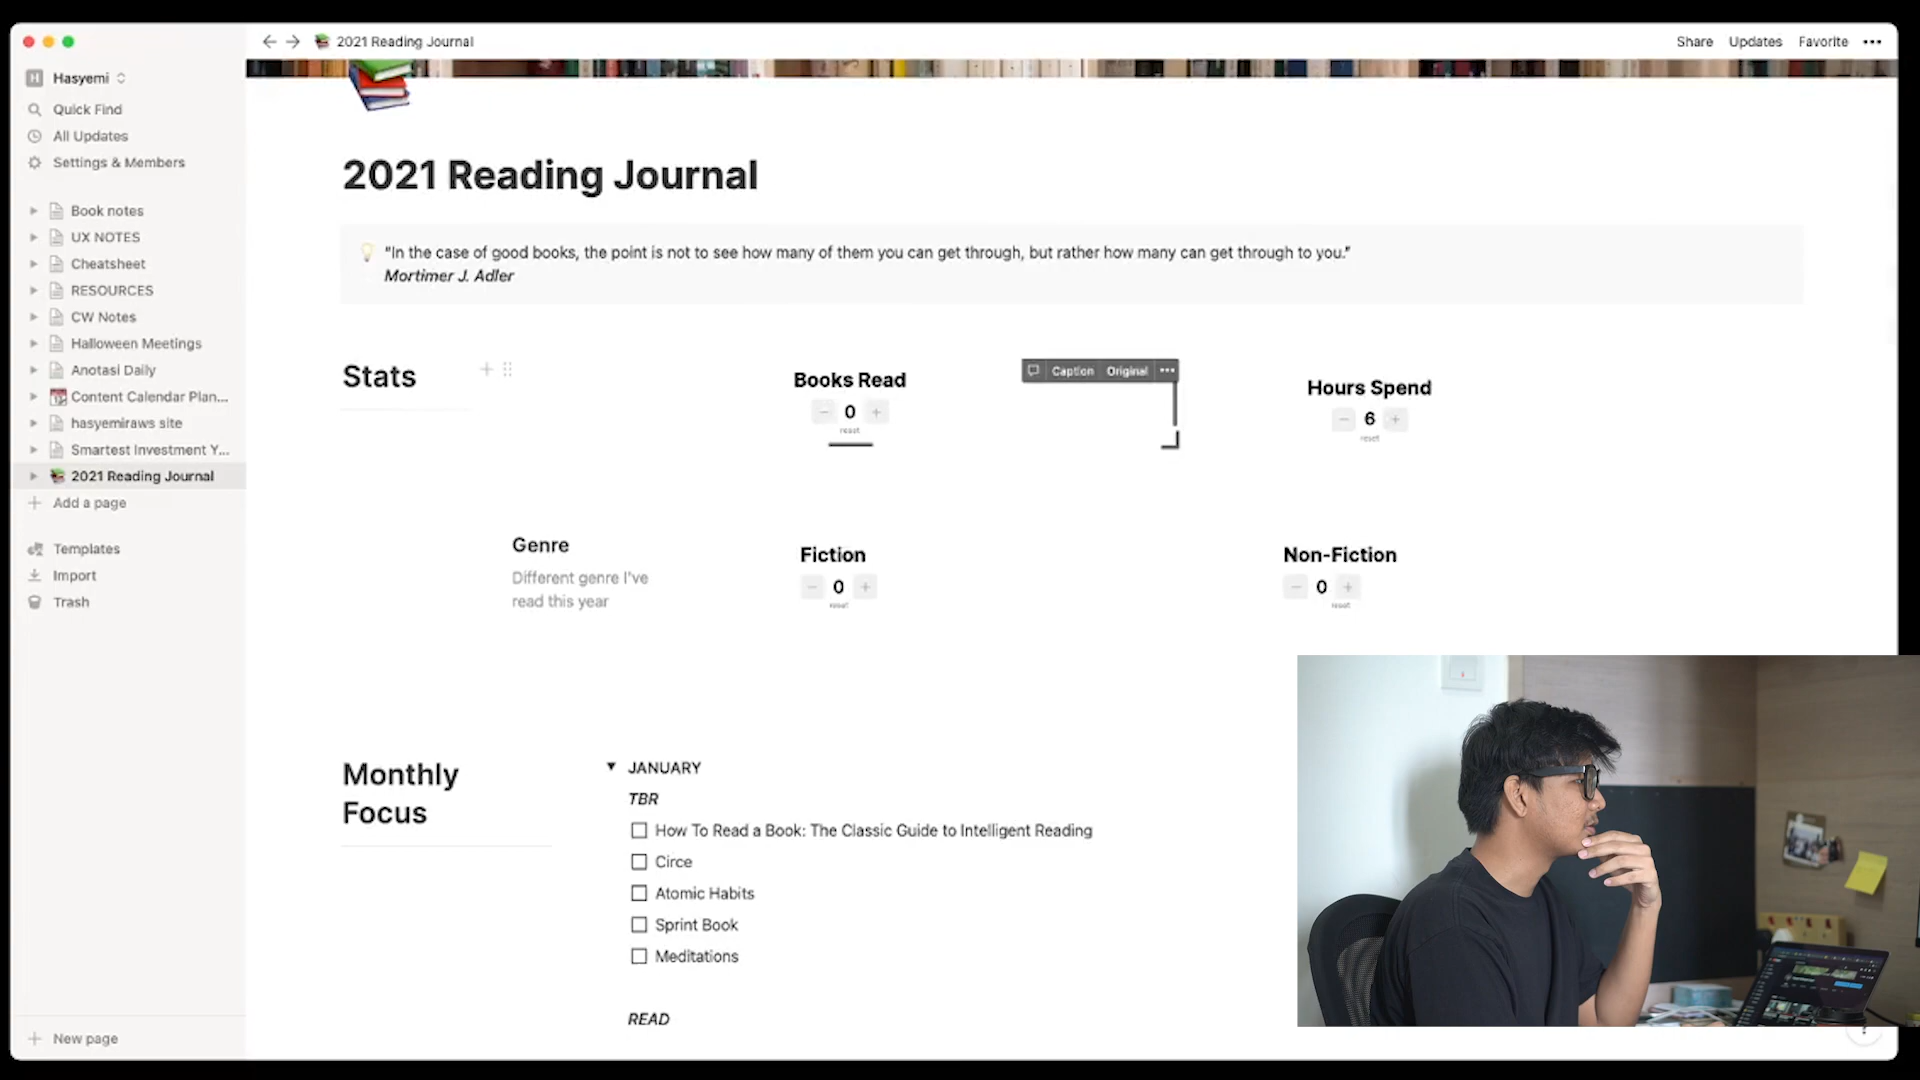 2021 Reading Journal
Share
Updates
Favorite
Hasyemi
Quick Find
All Updates
Settings & Members
Book notes
UX NOTES
Cheatsheet
RESOURCES
CW Notes
Halloween Meetings
Anotasi Daily
Content Calendar Plan...
hasyemiraws site
Smartest Investment Y...
2021 Reading Journal
Add a page
Templates
Import
Trash
New page
2021 Reading Journal
"In the case of good books, the point is not to see how many of them you can get through, but rather how many can get through to you."
Mortimer J. Adler
Stats
Books Read
0
reset
Caption Original
Hours Spend
6
reset
Genre
Different genre I've
read this year
Fiction
0
reset
Non-Fiction
0
reset
Monthly
Focus
JANUARY
TBR
How To Read a Book: The Classic Guide to Intelligent Reading
Circe
Atomic Habits
Sprint Book
Meditations
READ